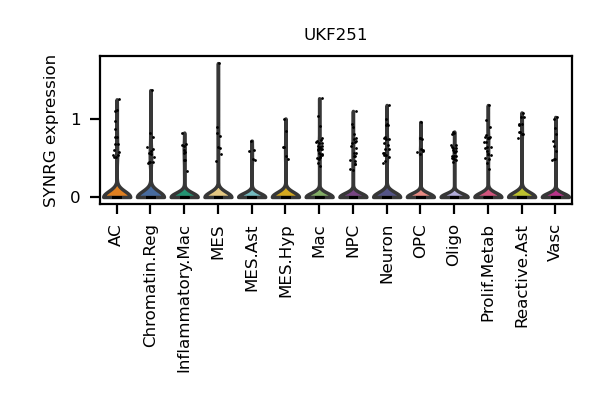 UKF251
SYNRG expression
1
0
AC
Chromatin.Reg
Inflammatory.Mac
MES
MES.Ast
MES.Hyp
Mac
NPC
Neuron
OPC
Oligo
Prolif.Metab
Reactive.Ast
Vasc